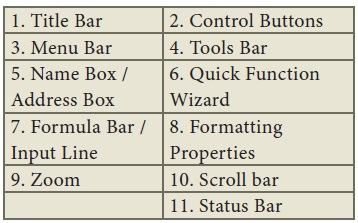 1. Title Bar
2. Control Buttons
3. Menu Bar
4. Tools Bar
5. Name Box /
Address Box
6. Quick Function
Wizard
7. Formula Bar /
Input Line
8. Formatting
Properties
9. Zoom
10. Scroll bar
11. Status Bar